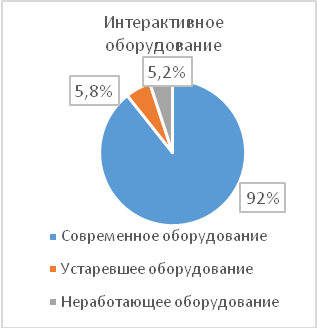 Интерактивное
оборудование
5,2%
5,8%
92%
Современное оборудование
Устаревшее оборудование
Неработающее оборудование